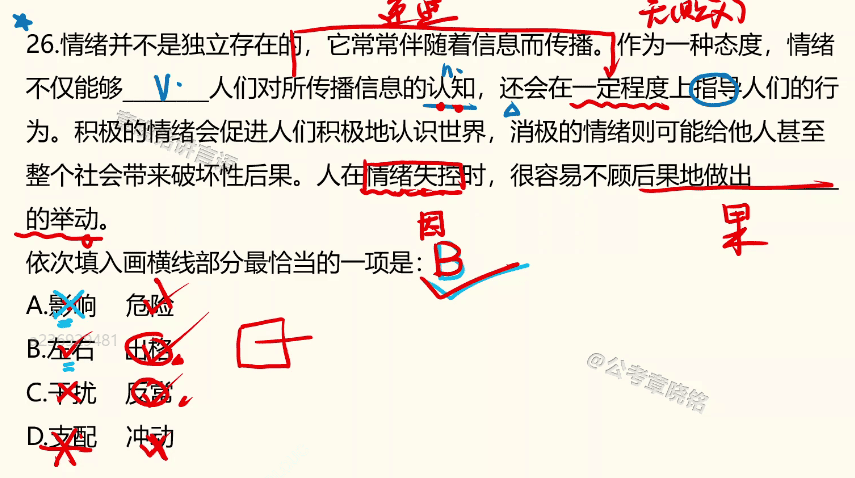 无(贬义)
26.情绪并不是独立存在的，它常常伴随着信息而传播。作为一种态度，情绪
不仅能够______人们对所传播信息的认知，还会在一定程度上指导人们的行
V.
n.
为。积极的情绪会促进人们积极地认识世界，消极的情绪则可能给他人甚至
整个社会带来破坏性后果。人在情绪失控时，很容易不顾后果地做出______
的举动。
因
果
依次填入画横线部分最恰当的一项是：
B
A.影响 危险
B.左右 出格
C.干扰 反常
D.支配 冲动
@公考章晓铭